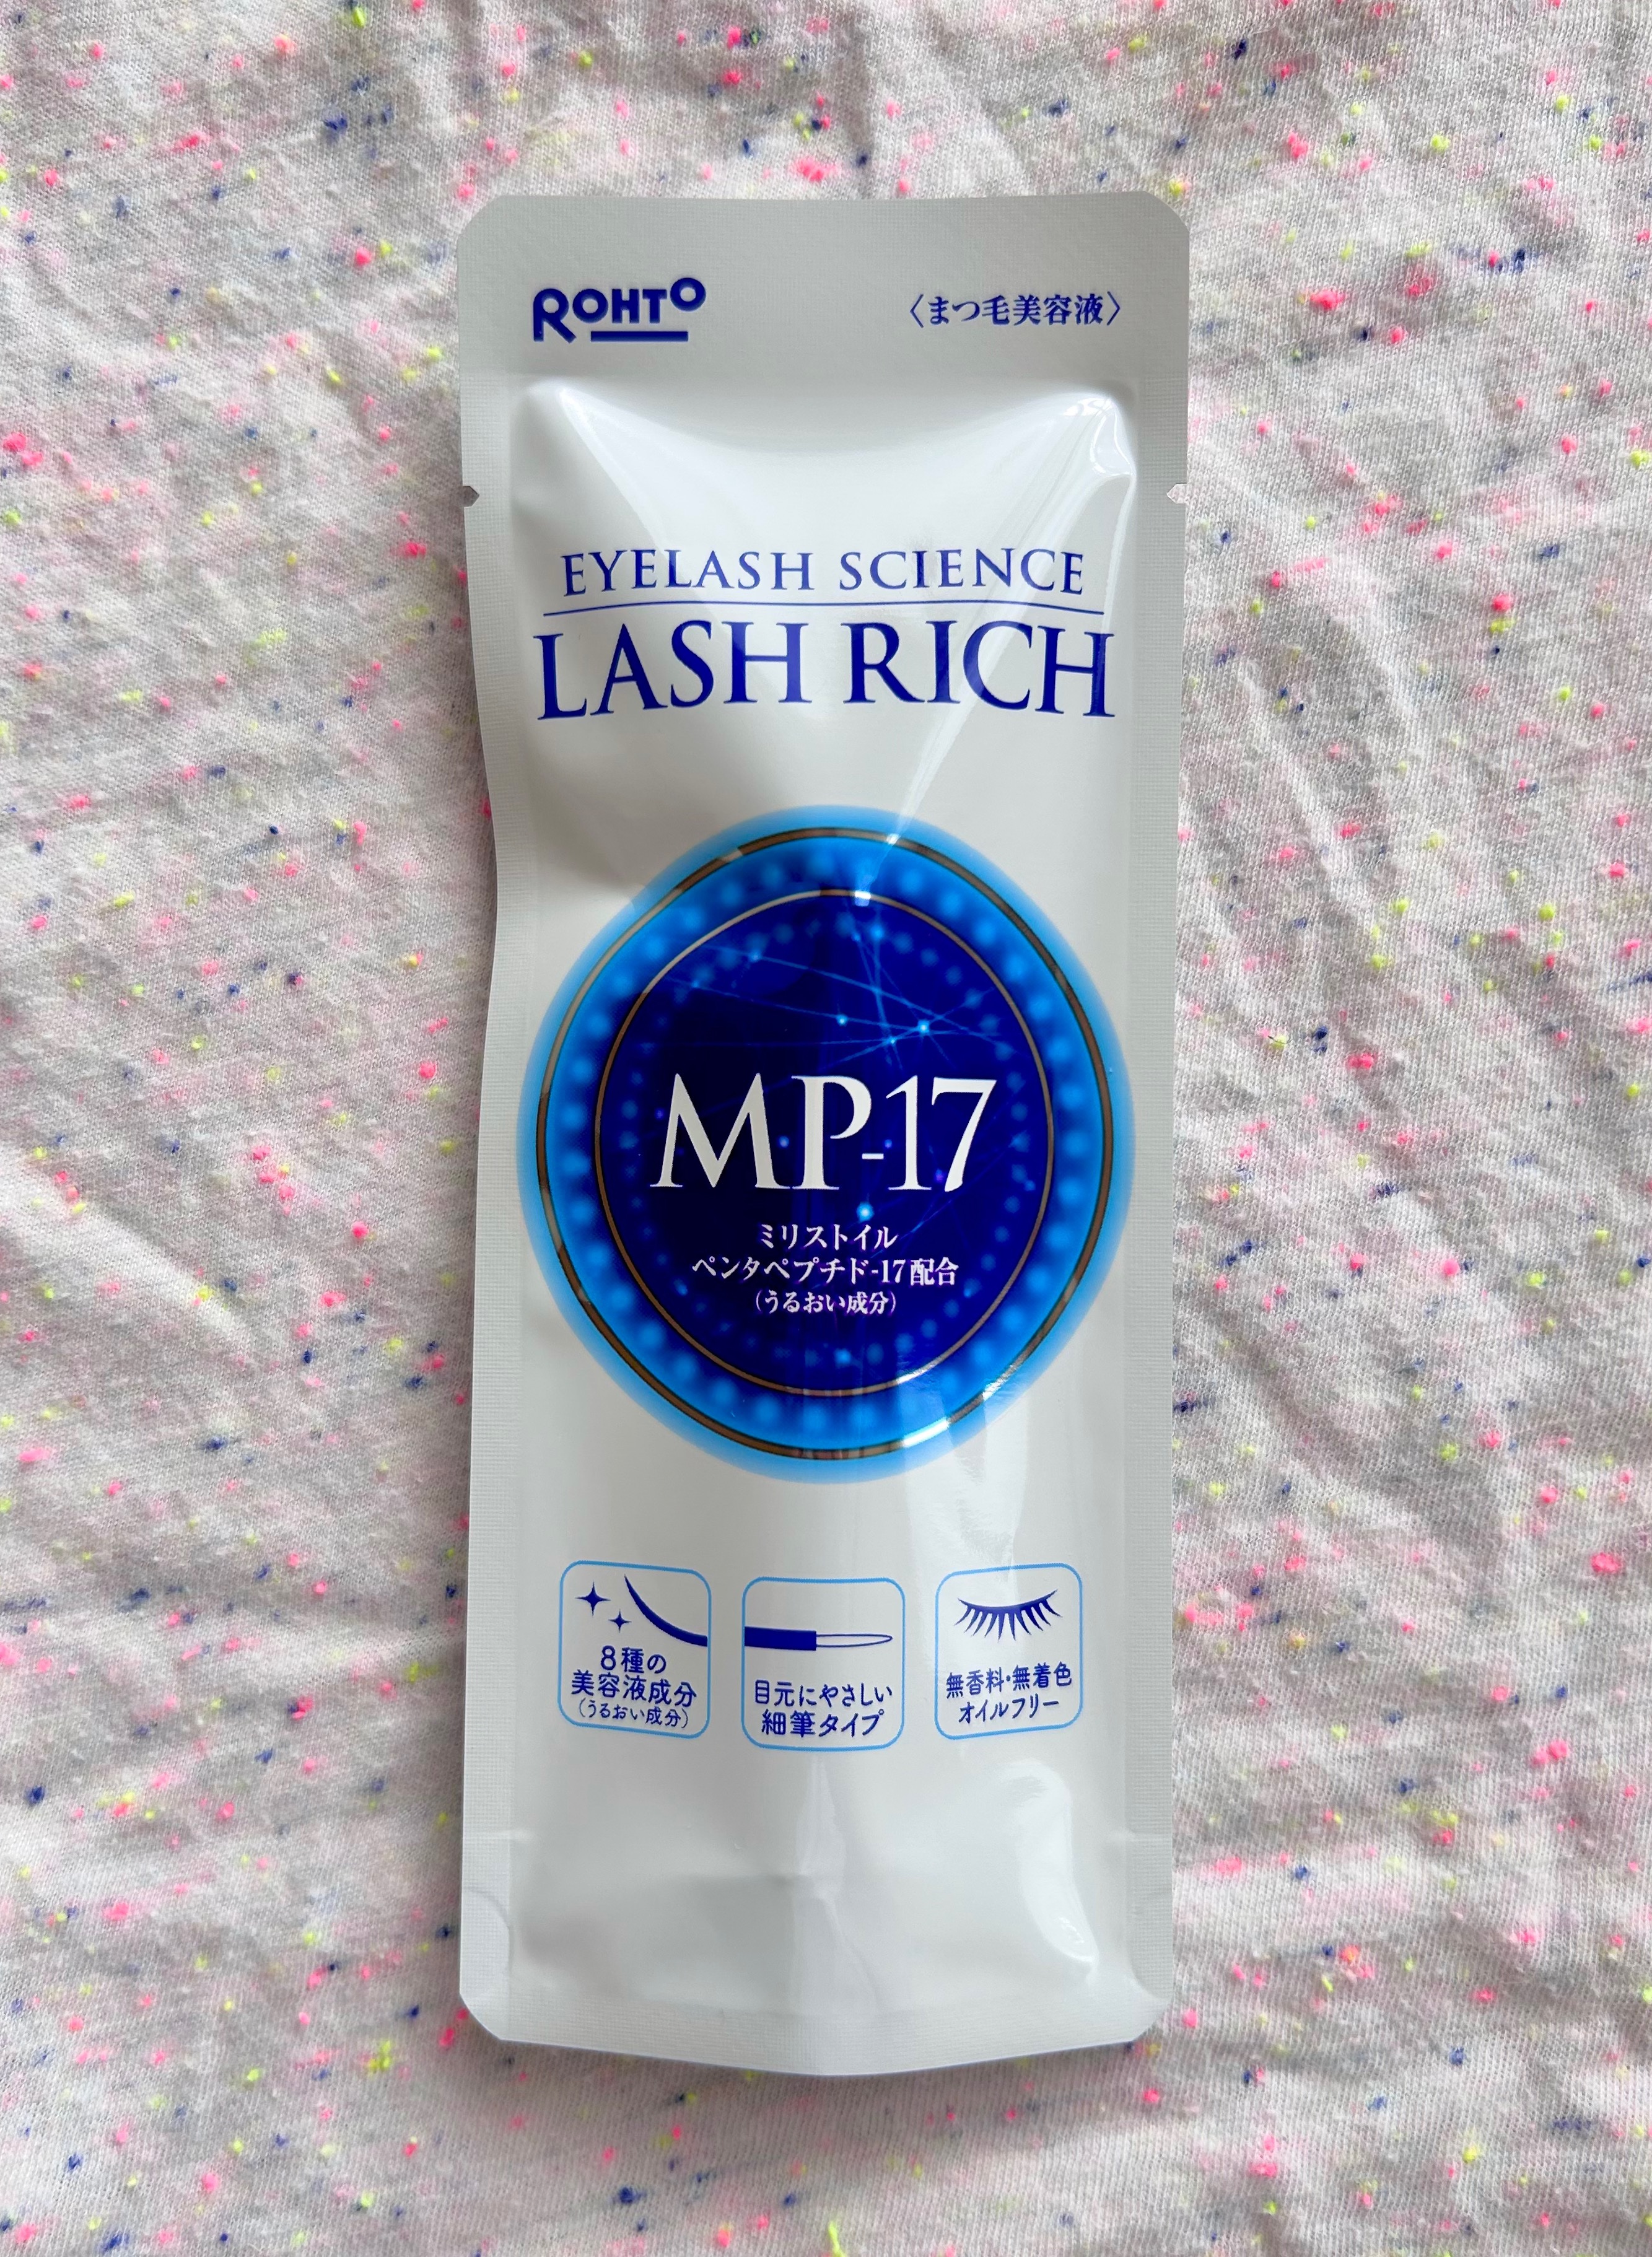 ROHTO
〈まつ毛美容液〉
EYELASH SCIENCE
LASH RICH
MP-17
ミリストイル
ペンタペプチド-17配合
(うるおい成分)
8種の
美容液成分
(うるおい成分)
目元にやさしい
細筆タイプ
無香料・無着色
オイルフリー